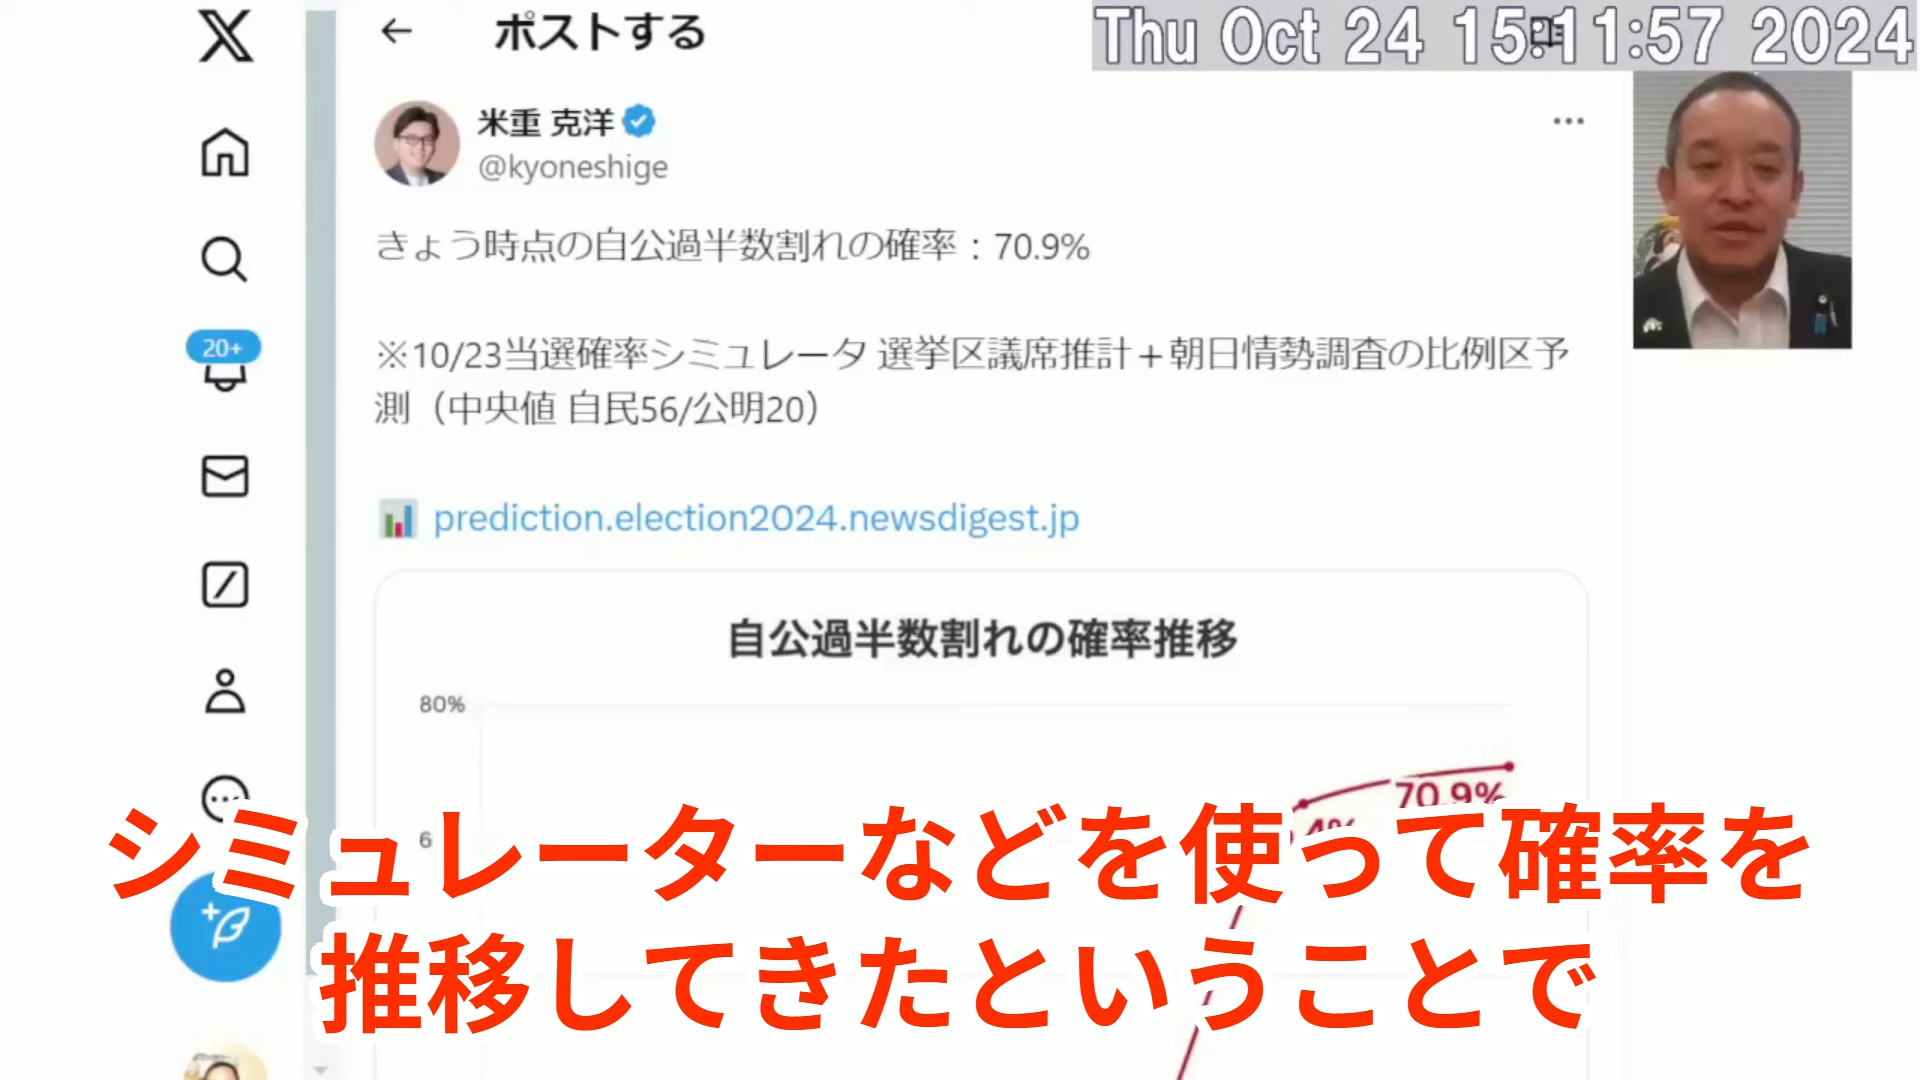 ポストする
Thu Oct 24 15:11:57 2024
米重 克洋
@kyoneshige
きょう時点の自公過半数割れの確率：70.9%
※10/23当選確率シミュレータ 選挙区議席推計＋朝日情勢調査の比例区予
測（中央値 自民56/公明20）
20+
prediction.election2024.newsdigest.jp
自公過半数割れの確率推移
80%
70.9%
シミュレーターなどを使って確率を
推移してきたということで